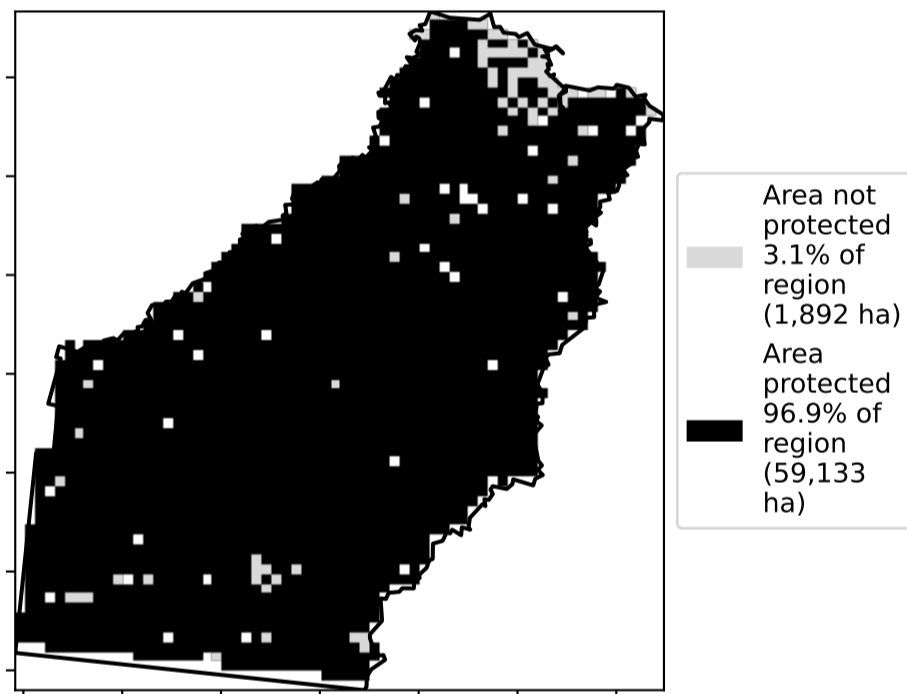 Area not
protected
3.1% of
region
(1,892 ha)
Area
protected
96.9% of
region
(59,133
ha)